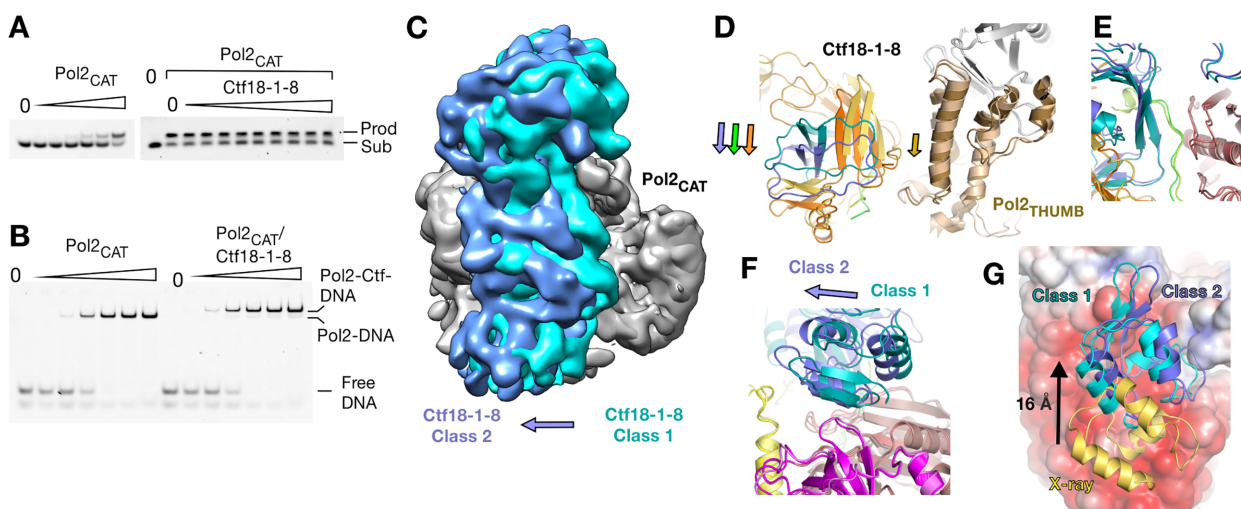 A
Pol2CAT
0
0
Pol2CAT
Ctf18-1-8
0
Prod
Sub
B
Pol2CAT
0
Pol2CAT/
Ctf18-1-8
0
Pol2-Ctf-
DNA
Pol2-DNA
Free
DNA
C
Pol2CAT
Ctf18-1-8
Class 2
Ctf18-1-8
Class 1
D
Ctf18-1-8
Pol2THUMB
E
F
Class 2
Class 1
G
Class 1
Class 2
16 Å
X-ray